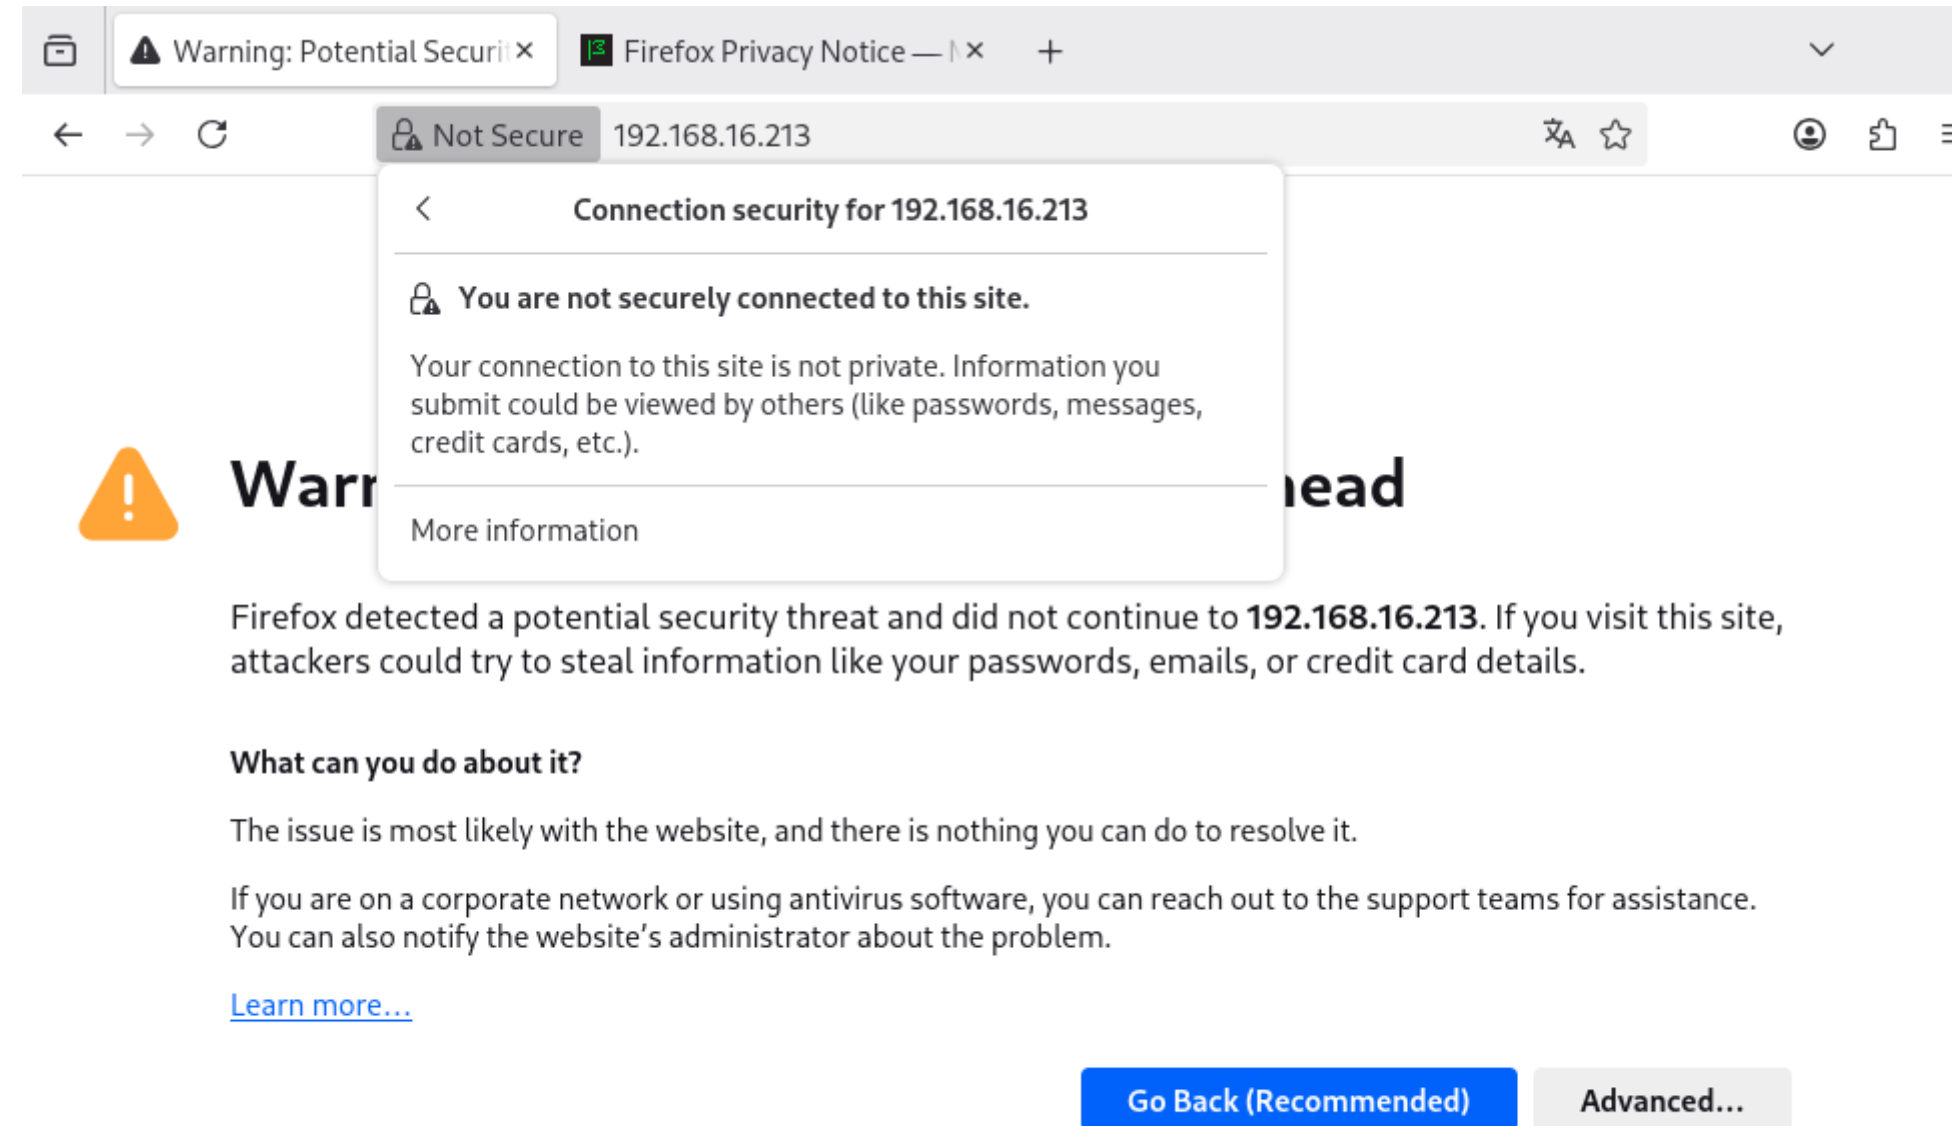 Warning: Potential Securit
Firefox Privacy Notice —
Not Secure 192.168.16.213
Connection security for 192.168.16.213
You are not securely connected to this site.
Your connection to this site is not private. Information you
submit could be viewed by others (like passwords, messages,
credit cards, etc.).
More information
Firefox detected a potential security threat and did not continue to 192.168.16.213. If you visit this site,
attackers could try to steal information like your passwords, emails, or credit card details.
What can you do about it?
The issue is most likely with the website, and there is nothing you can do to resolve it.
If you are on a corporate network or using antivirus software, you can reach out to the support teams for assistance.
You can also notify the website’s administrator about the problem.
Learn more…
Go Back (Recommended) Advanced…